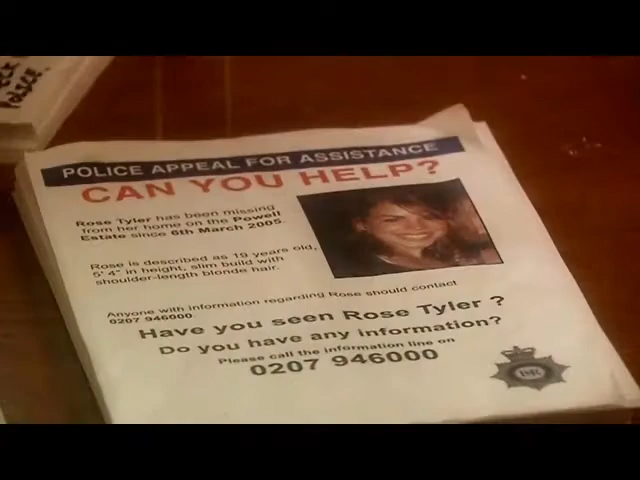 POLICE.
POLICE APPEAL FOR ASSISTANCE
CAN YOU HELP?
Rose Tyler has been missing
from her home on the Powell
Estate since 6th March 2005.
Rose is described as 19 years old,
5' 4" in height, slim build with
shoulder-length blonde hair.
Anyone with information regarding Rose should contact
0207 946000
Have you seen Rose Tyler ?
Do you have any information?
Please call the information line on
0207 946000